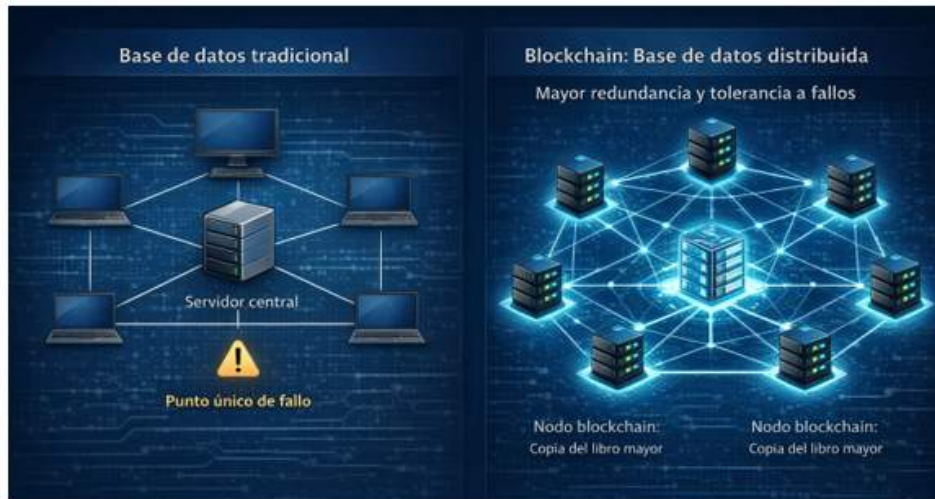 Base de datos tradicional
Servidor central
Punto único de fallo
Blockchain: Base de datos distribuida
Mayor redundancia y tolerancia a fallos
Nodo blockchain:
Copia del libro mayor
Nodo blockchain:
Copia del libro mayor